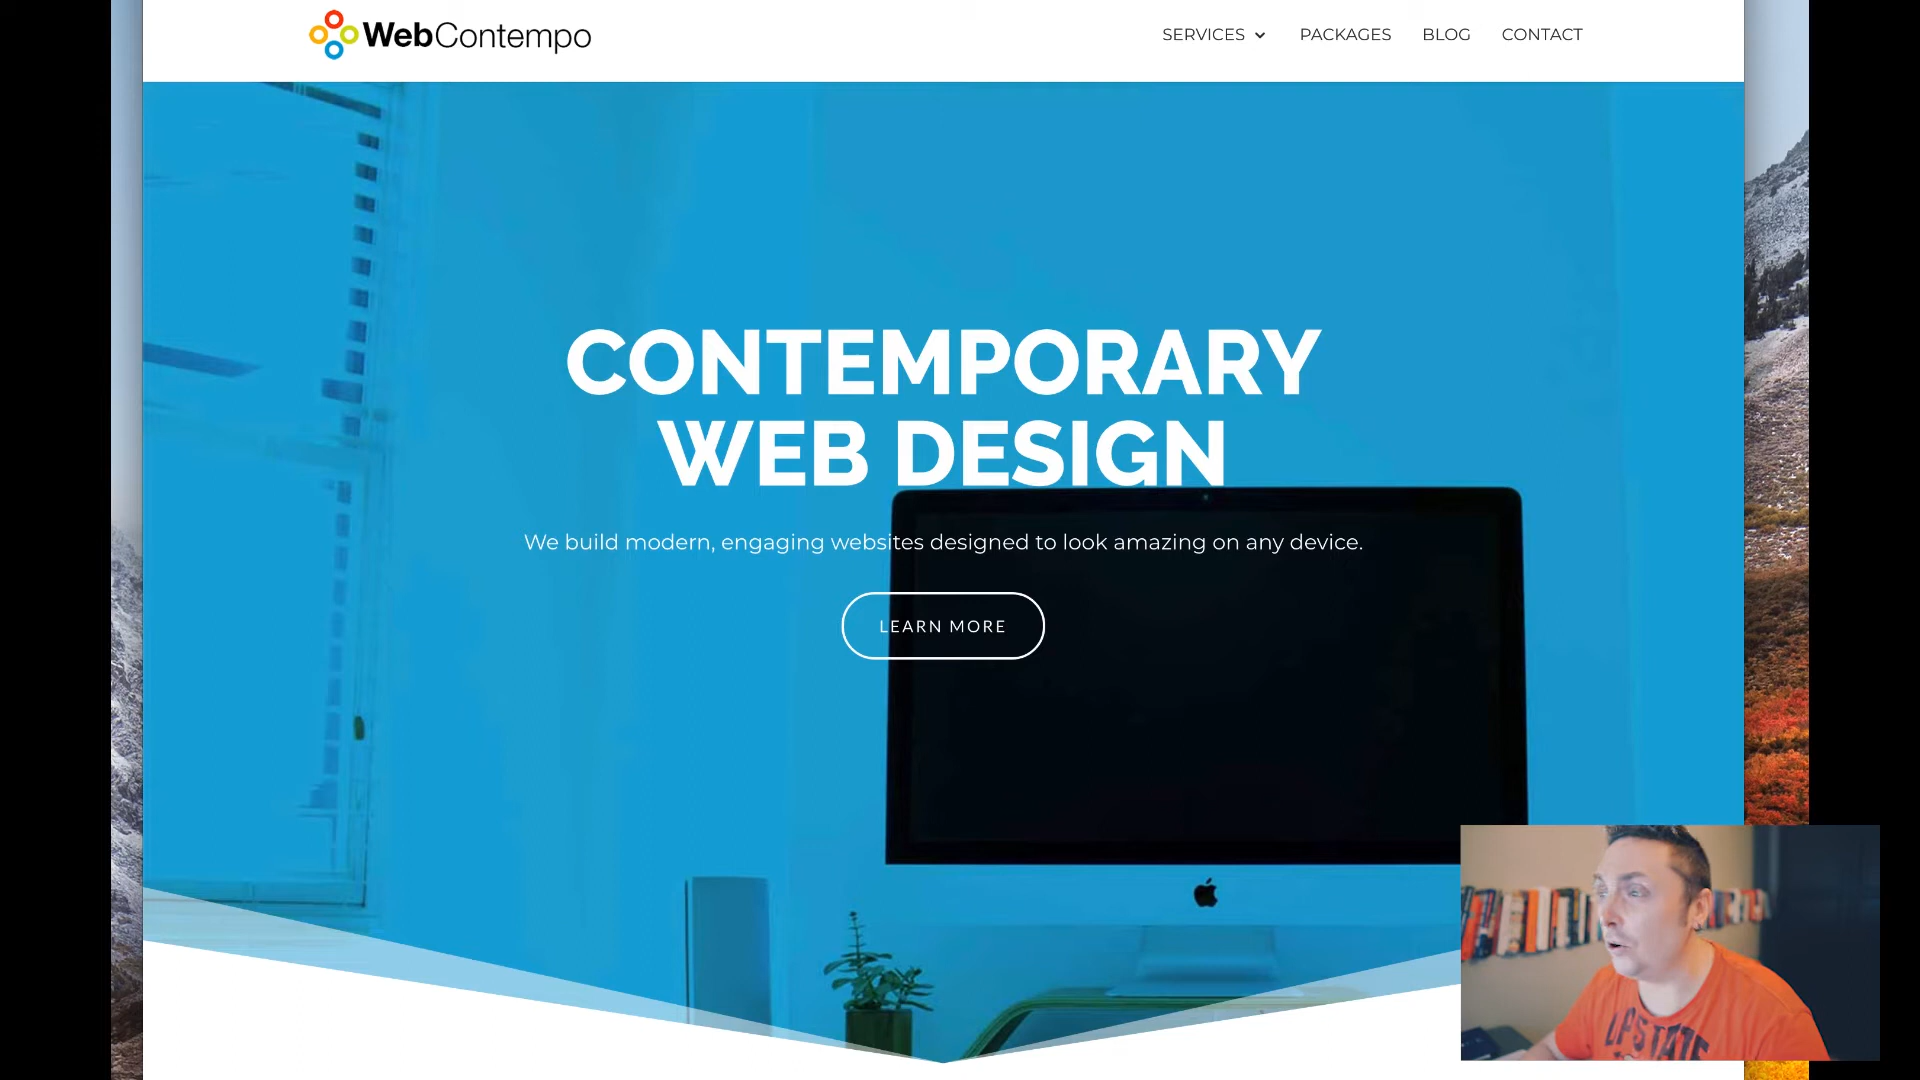 WebContempo
SERVICES PACKAGES BLOG CONTACT
CONTEMPORARY
WEB DESIGN
We build modern, engaging websites designed to look amazing on any device.
LEARN MORE
UPSTATE